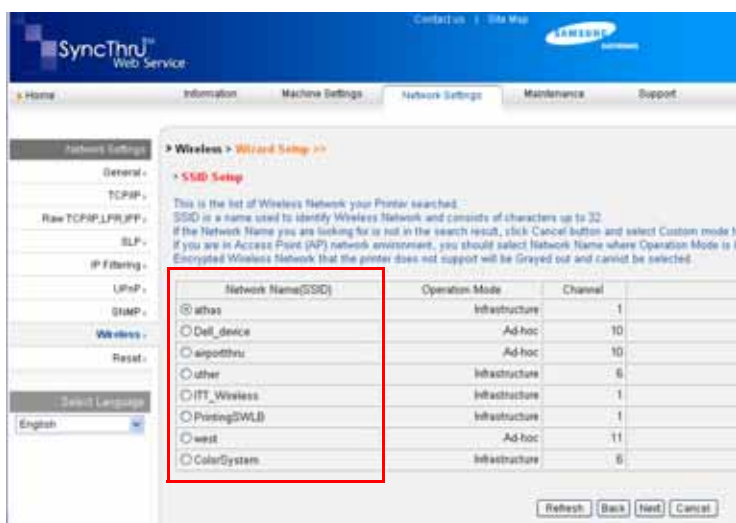 Contact us | Site Map
SAMSUNG
ELECTRONICS
SyncThru™
Web Service
Home
Information Machine Settings Network Settings Maintenance Support
Network Settings
General
TCP/IP
Raw TCP/IP,LPR,IPP
SLP
IP Filtering
UPnP
SNMP
Wireless
Reset
Select Language
English
> Wireless > Wizard Setup >>
SSID Setup
This is the list of Wireless Network your Printer searched.
SSID is a name used to identify Wireless Network and consists of characters up to 32.
If the Network Name you are looking for is not in the search result, click Cancel button and select Custom mode
If you are in Access Point (AP) network environment, you should select Network Name where Operation Mode is
Encrypted Wireless Network that the printer does not support will be Grayed out and cannot be selected.
Network Name(SSID) Operation Mode Channel
athas Infrastructure 1
Dell_device Ad-hoc 10
airportthru Ad-hoc 10
uther Infrastructure 6
ITT_Wireless Infrastructure 1
PrintingSWLB Infrastructure 1
west Ad-hoc 11
ColorSystem Infrastructure 6
Refresh Back Next Cancel